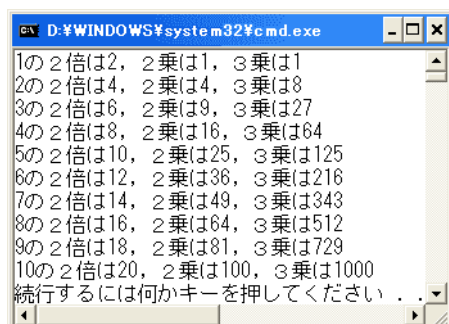 D:¥WINDOWS¥system32¥cmd.exe
1の２倍は2，２乗は1，３乗は1
2の２倍は4，２乗は4，３乗は8
3の２倍は6，２乗は9，３乗は27
4の２倍は8，２乗は16，３乗は64
5の２倍は10，２乗は25，３乗は125
6の２倍は12，２乗は36，３乗は216
7の２倍は14，２乗は49，３乗は343
8の２倍は16，２乗は64，３乗は512
9の２倍は18，２乗は81，３乗は729
10の２倍は20，２乗は100，３乗は1000
続行するには何かキーを押してください . .